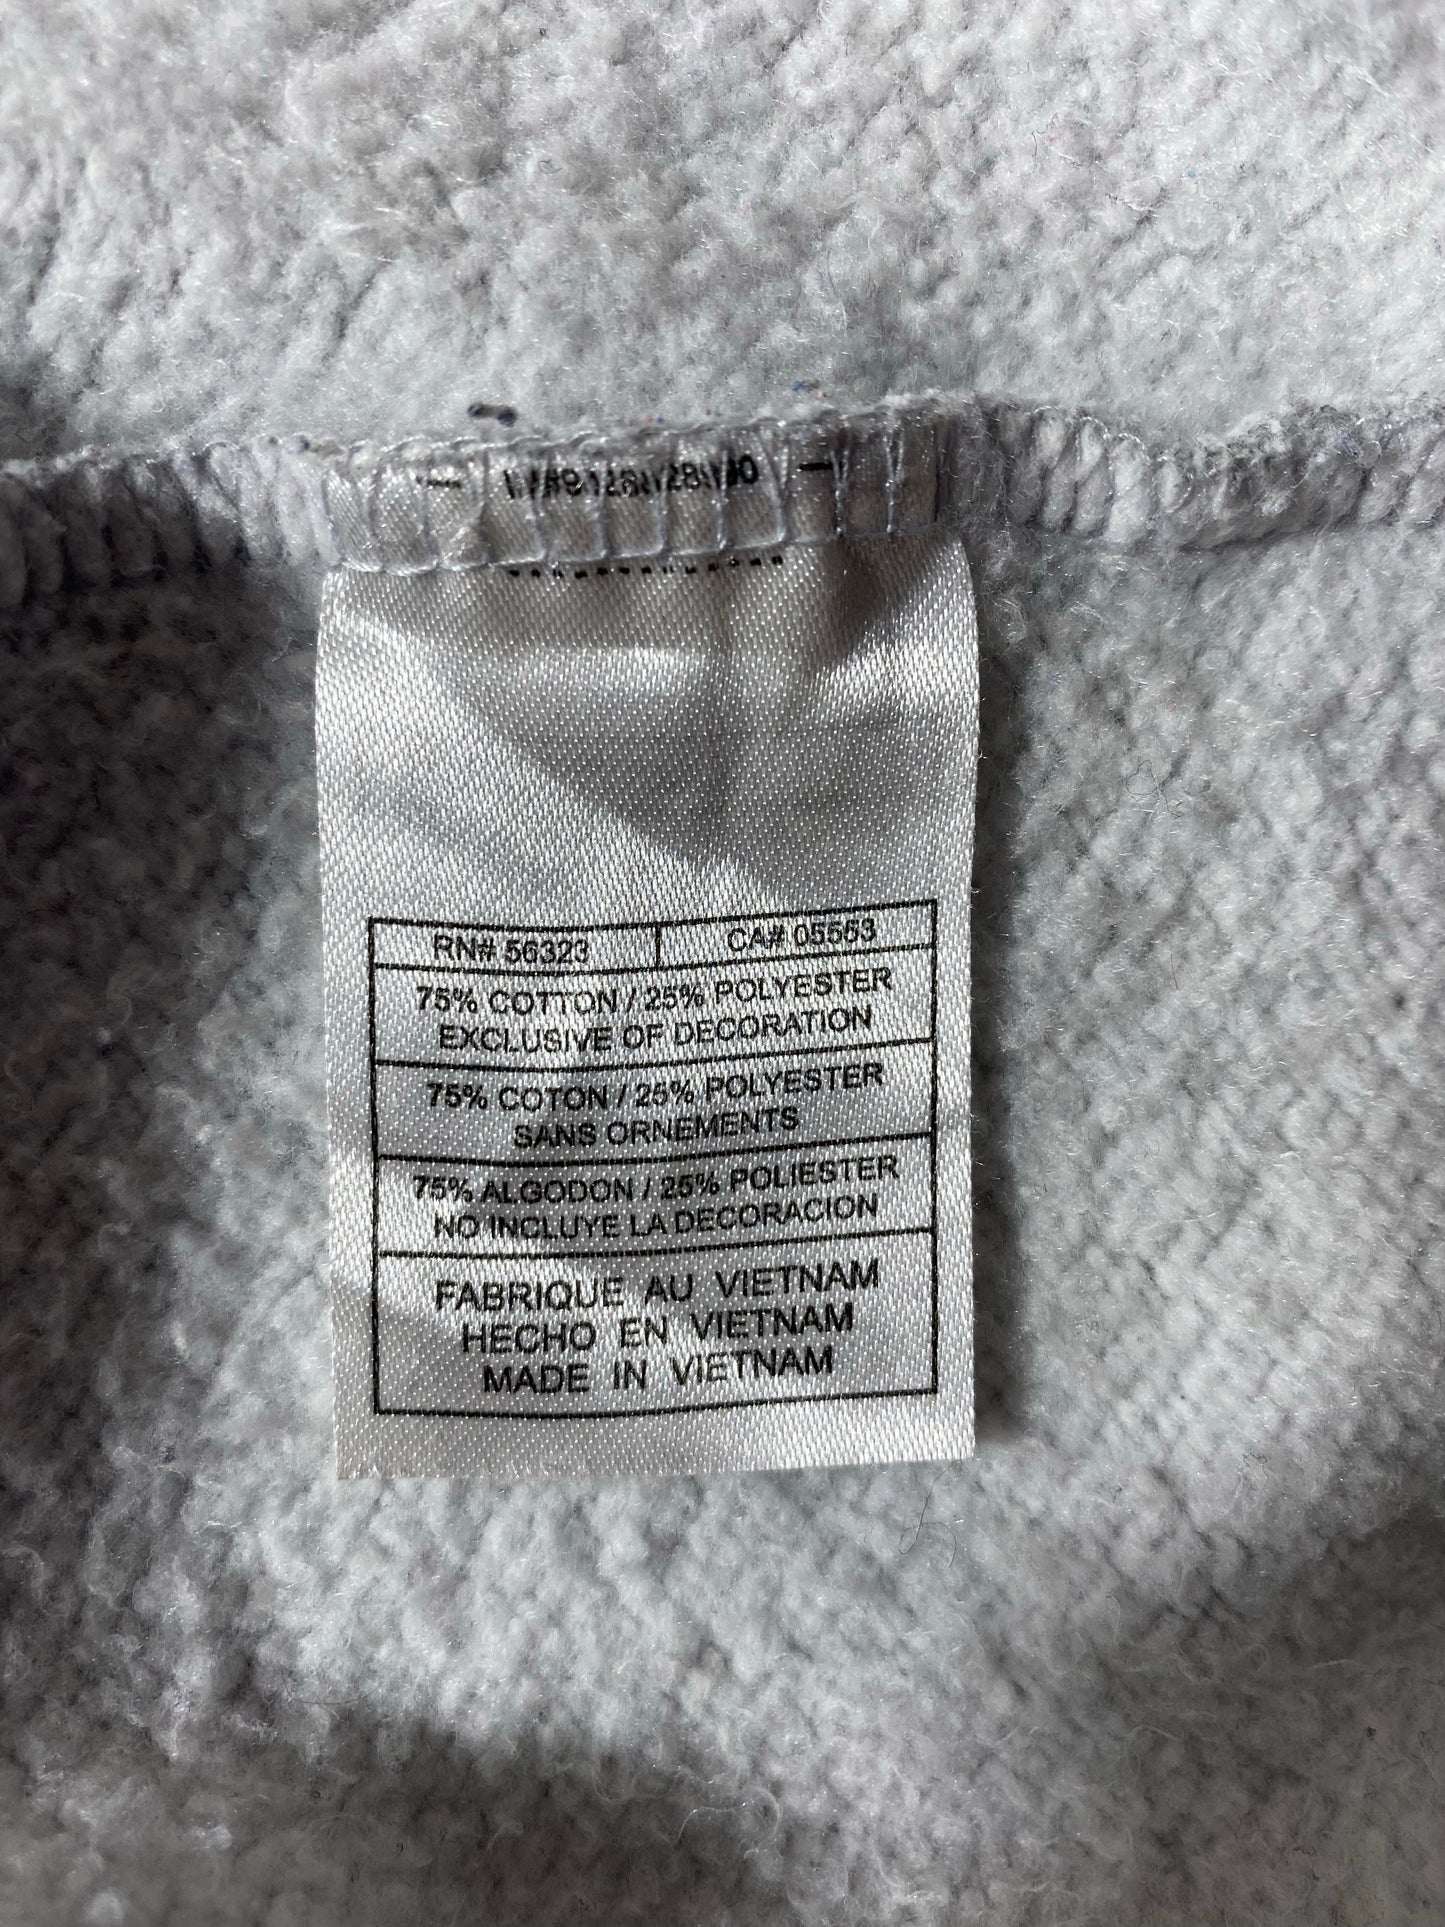 RN# 56323 CA# 05553
75% COTTON / 25% POLYESTER
EXCLUSIVE OF DECORATION
75% COTON / 25% POLYESTER
SANS ORNEMENTS
75% ALGODON / 25% POLIESTER
NO INCLUYE LA DECORACION
FABRIQUE AU VIETNAM
HECHO EN VIETNAM
MADE IN VIETNAM